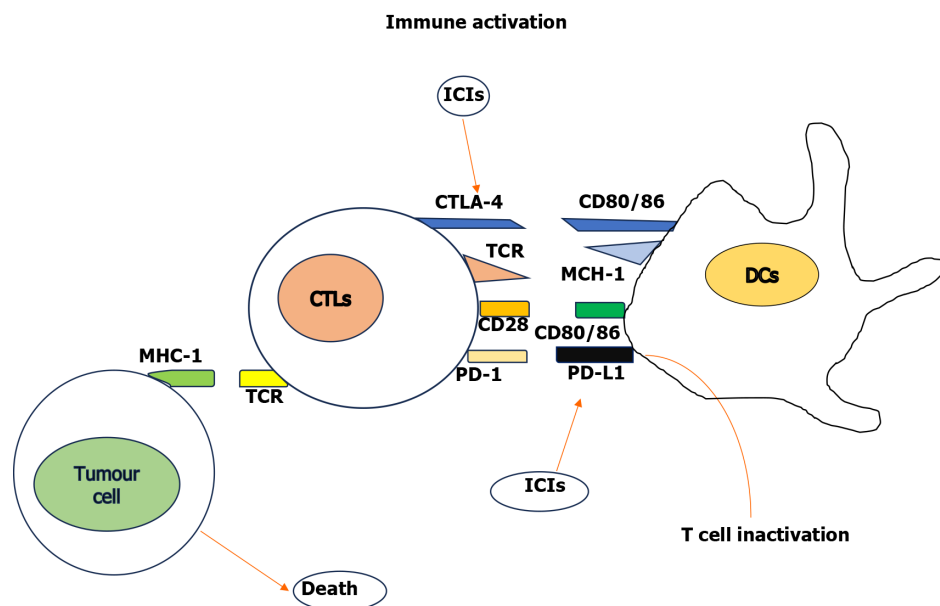 Immune activation
ICIs
CTLA-4
CD80/86
TCR
MCH-1
DCs
CTLs
CD28
CD80/86
MHC-1
PD-1
PD-L1
TCR
Tumour
cell
ICIs
T cell inactivation
Death